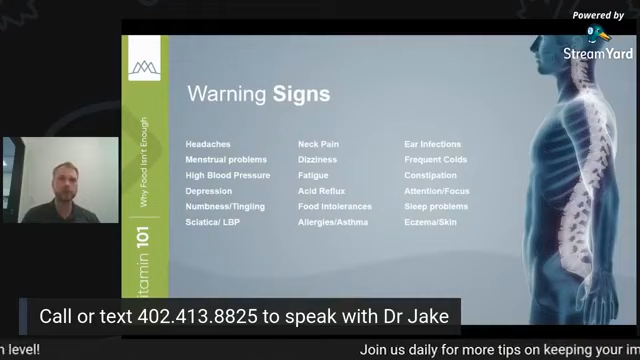 Powered by
StreamYard
Warning Signs
Headaches
Menstrual problems
High Blood Pressure
Depression
Numbness/Tingling
Sciatica/ LBP
Neck Pain
Dizziness
Fatigue
Acid Reflux
Food Intolerances
Allergies/Asthma
Ear Infections
Frequent Colds
Constipation
Attention/Focus
Sleep problems
Eczema/Skin
Why Food Isn't Enough
itamin 101
Call or text 402.413.8825 to speak with Dr Jake
level!
Join us daily for more tips on keeping your im